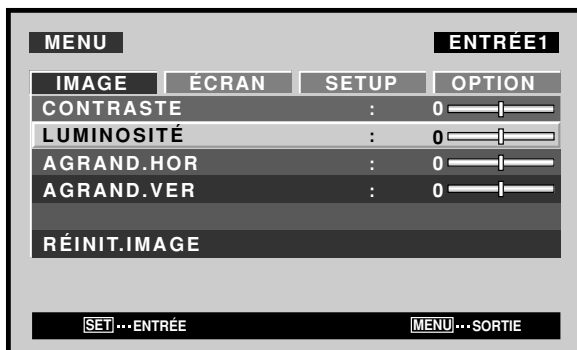 MENU ENTRÉE1
IMAGE ÉCRAN SETUP OPTION
CONTRASTE : 0
LUMINOSITÉ : 0
AGRAND.HOR : 0
AGRAND.VER : 0
RÉINIT.IMAGE
SET ··· ENTRÉE MENU ··· SORTIE